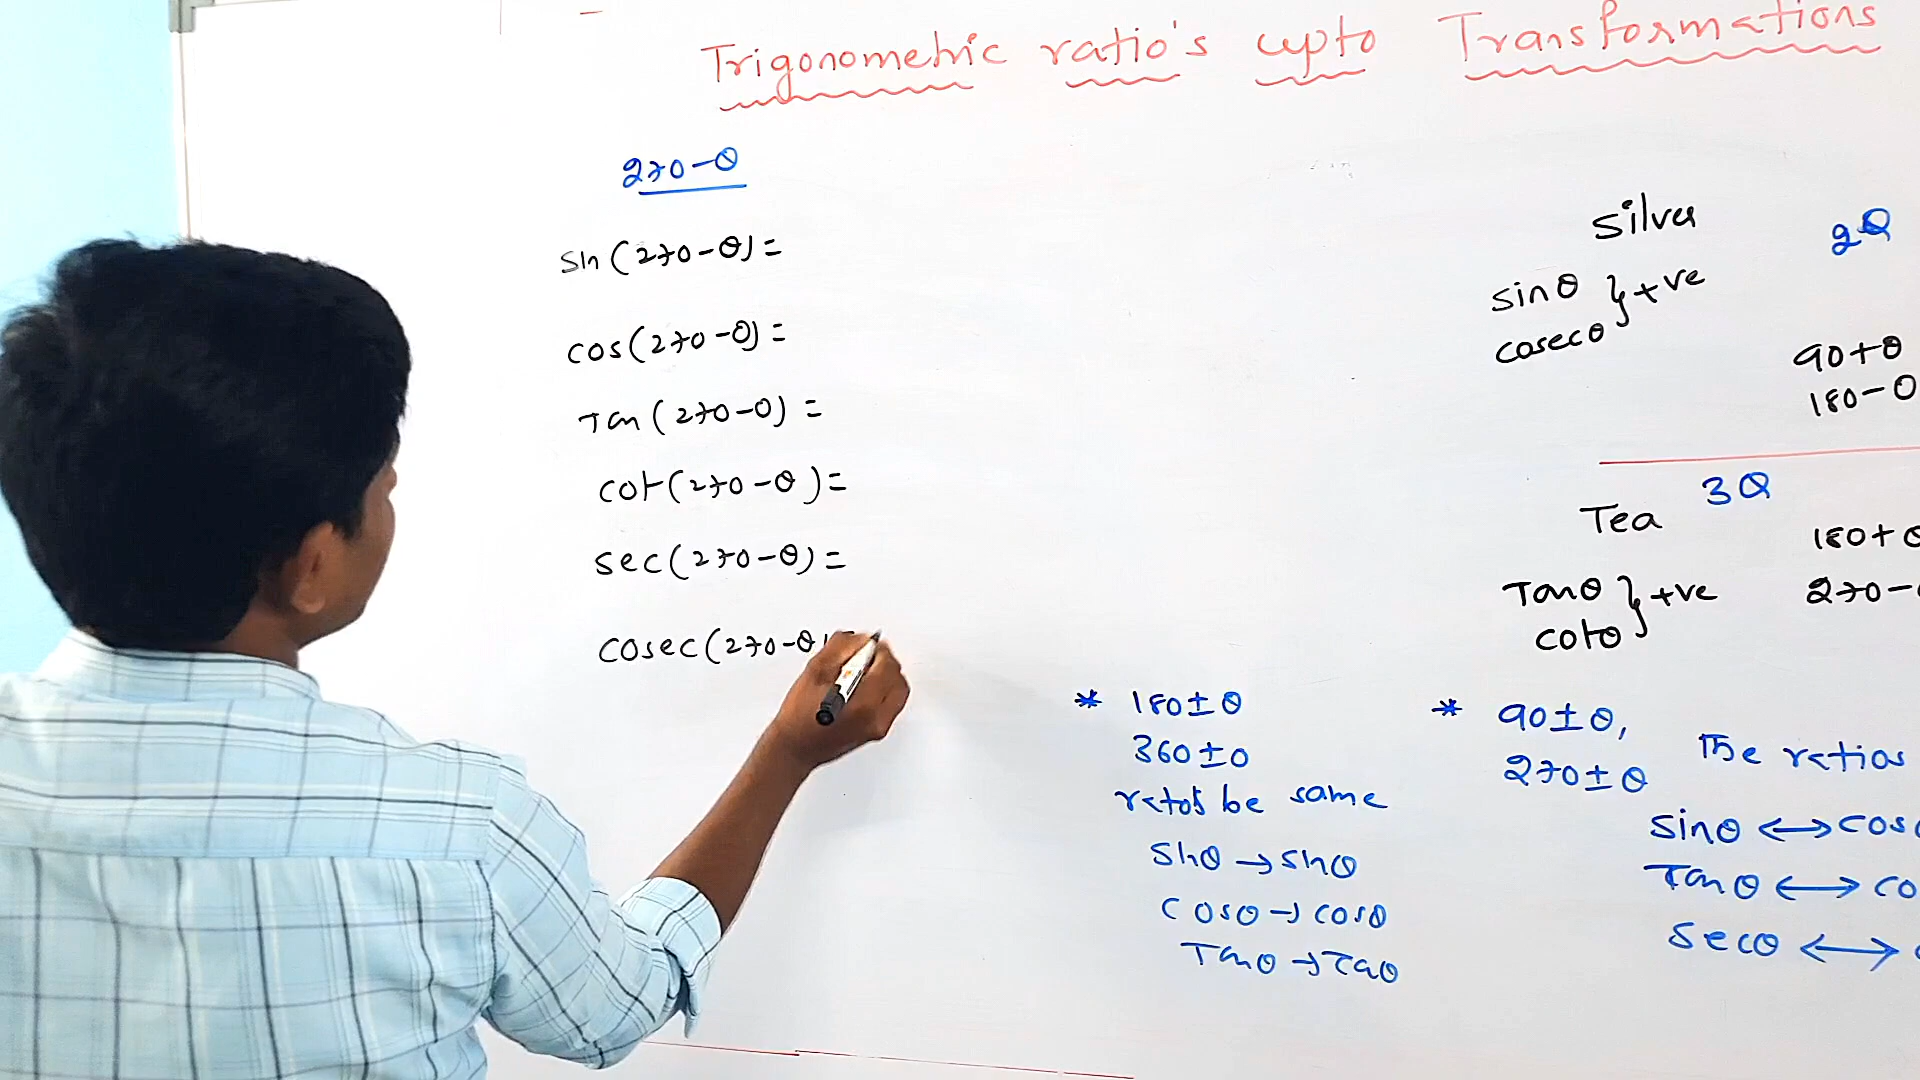 Trigonometric ratio's upto Transformations
270-θ
sin(270-θ)=
cos(270-θ)=
Tan(270-θ)=
cot(270-θ)=
sec(270-θ)=
cosec(270-θ)
Silver
2Q
sinθ
cosecθ } +ve
90+θ
180-θ
3Q
Tea
180+θ
Tanθ
cotθ } +ve
270-
* 180±θ
360±θ
be same
sinθ→sinθ
cosθ→cosθ
Tanθ→Tanθ
* 90±θ,
270±θ
The ratios
sinθ↔cos
Tanθ↔co
secθ↔